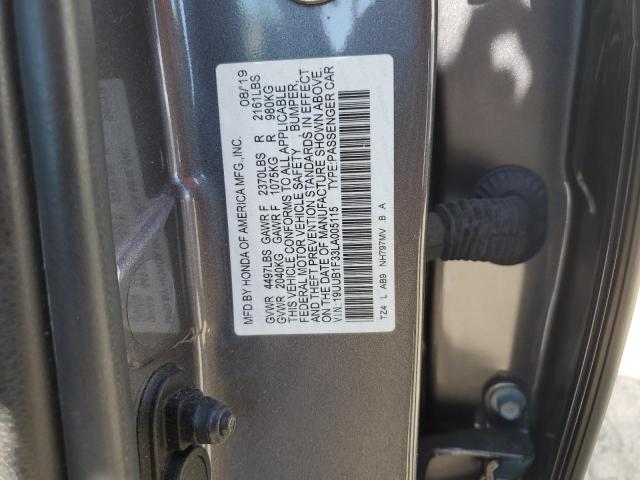 MFD.BY HONDA OF AMERICA MFG.,INC. 08/19
GVWR 4497LBS GAWR F 2370LBS R 2161LBS
GVWR 2040KG GAWR F 1075KG R 980KG
THIS VEHICLE CONFORMS TO ALL APPLICABLE
FEDERAL MOTOR VEHICLE SAFETY , BUMPER,
AND THEFT PREVENTION STANDARDS IN EFFECT
ON THE DATE OF MANUFACTURE SHOWN ABOVE.
V.I.N.:19UUB1F33LA005115 TYPE:PASSENGER CAR
TZ4 L AB9 NH797MV B A